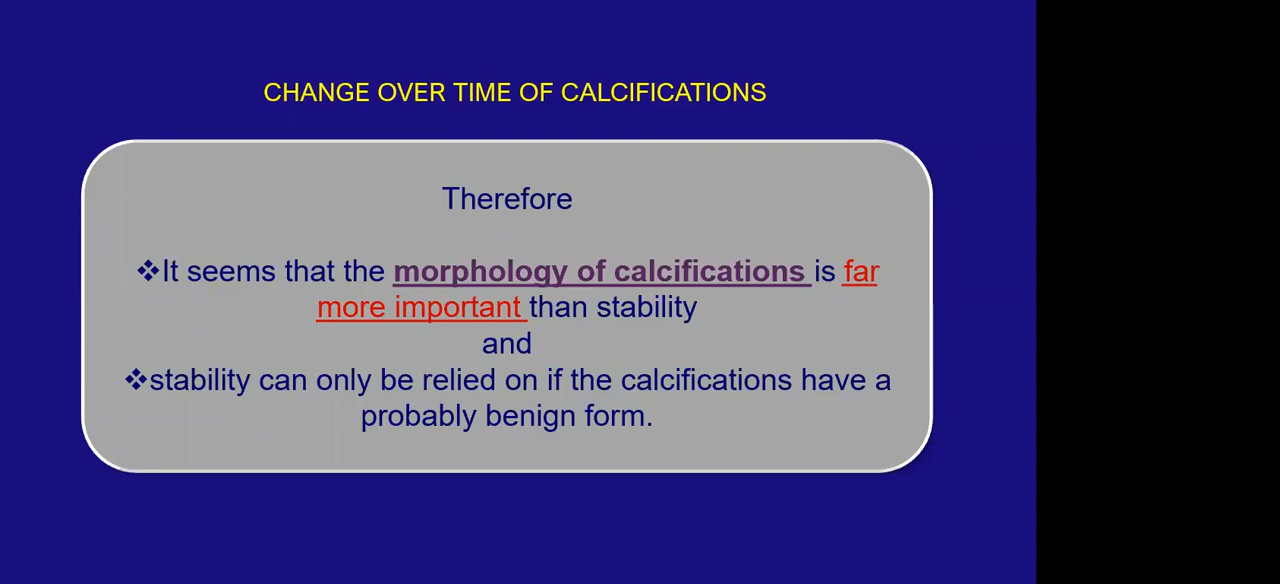 CHANGE OVER TIME OF CALCIFICATIONS
Therefore
❖It seems that the morphology of calcifications is far
more important than stability
and
❖stability can only be relied on if the calcifications have a
probably benign form.